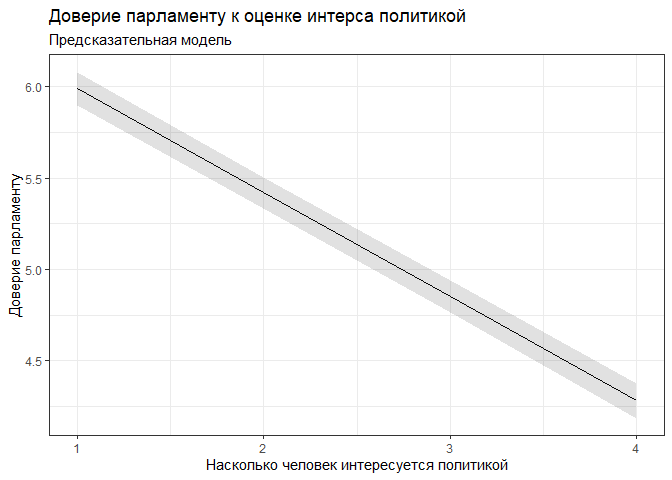 Доверие парламенту к оценке интерса политикой
Предсказательная модель
Доверие парламенту
6.0
5.5
5.0
4.5
1
2
3
4
Насколько человек интересуется политикой